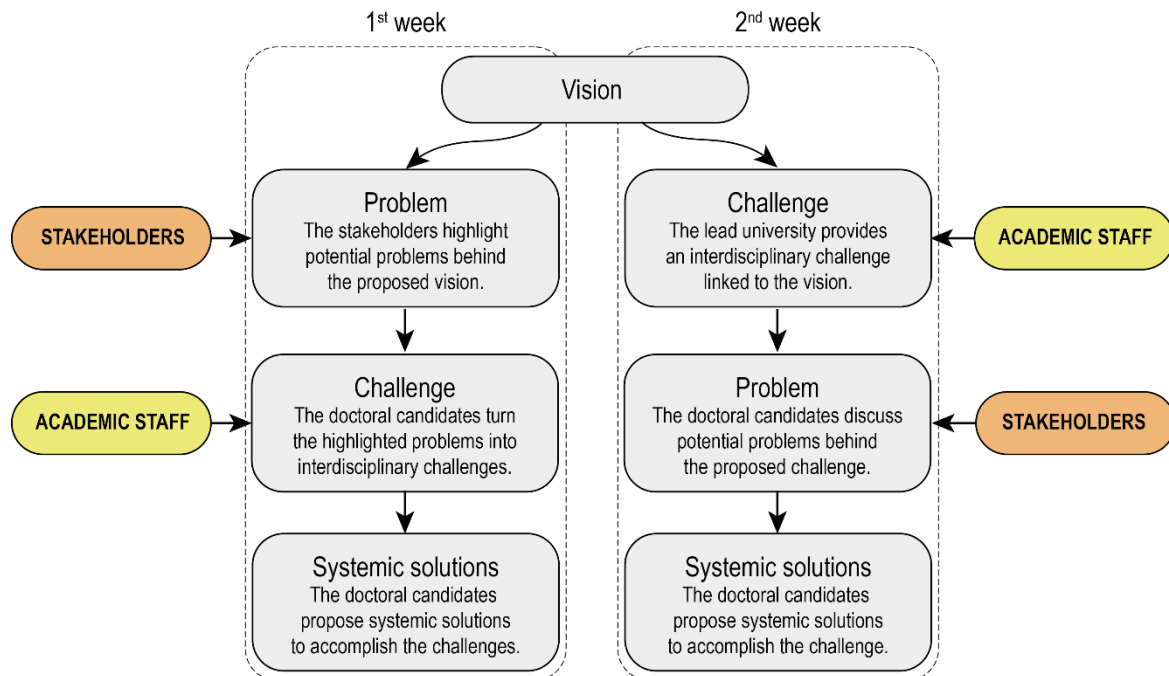 1st week
2nd week
Vision
Problem
The stakeholders highlight
potential problems behind
the proposed vision.
Challenge
The lead university provides
an interdisciplinary challenge
linked to the vision.
STAKEHOLDERS
ACADEMIC STAFF
Challenge
The doctoral candidates turn
the highlighted problems into
interdisciplinary challenges.
Problem
The doctoral candidates discuss
potential problems behind
the proposed challenge.
ACADEMIC STAFF
STAKEHOLDERS
Systemic solutions
The doctoral candidates
propose systemic solutions
to accomplish the challenges.
Systemic solutions
The doctoral candidates
propose systemic solutions
to accomplish the challenge.